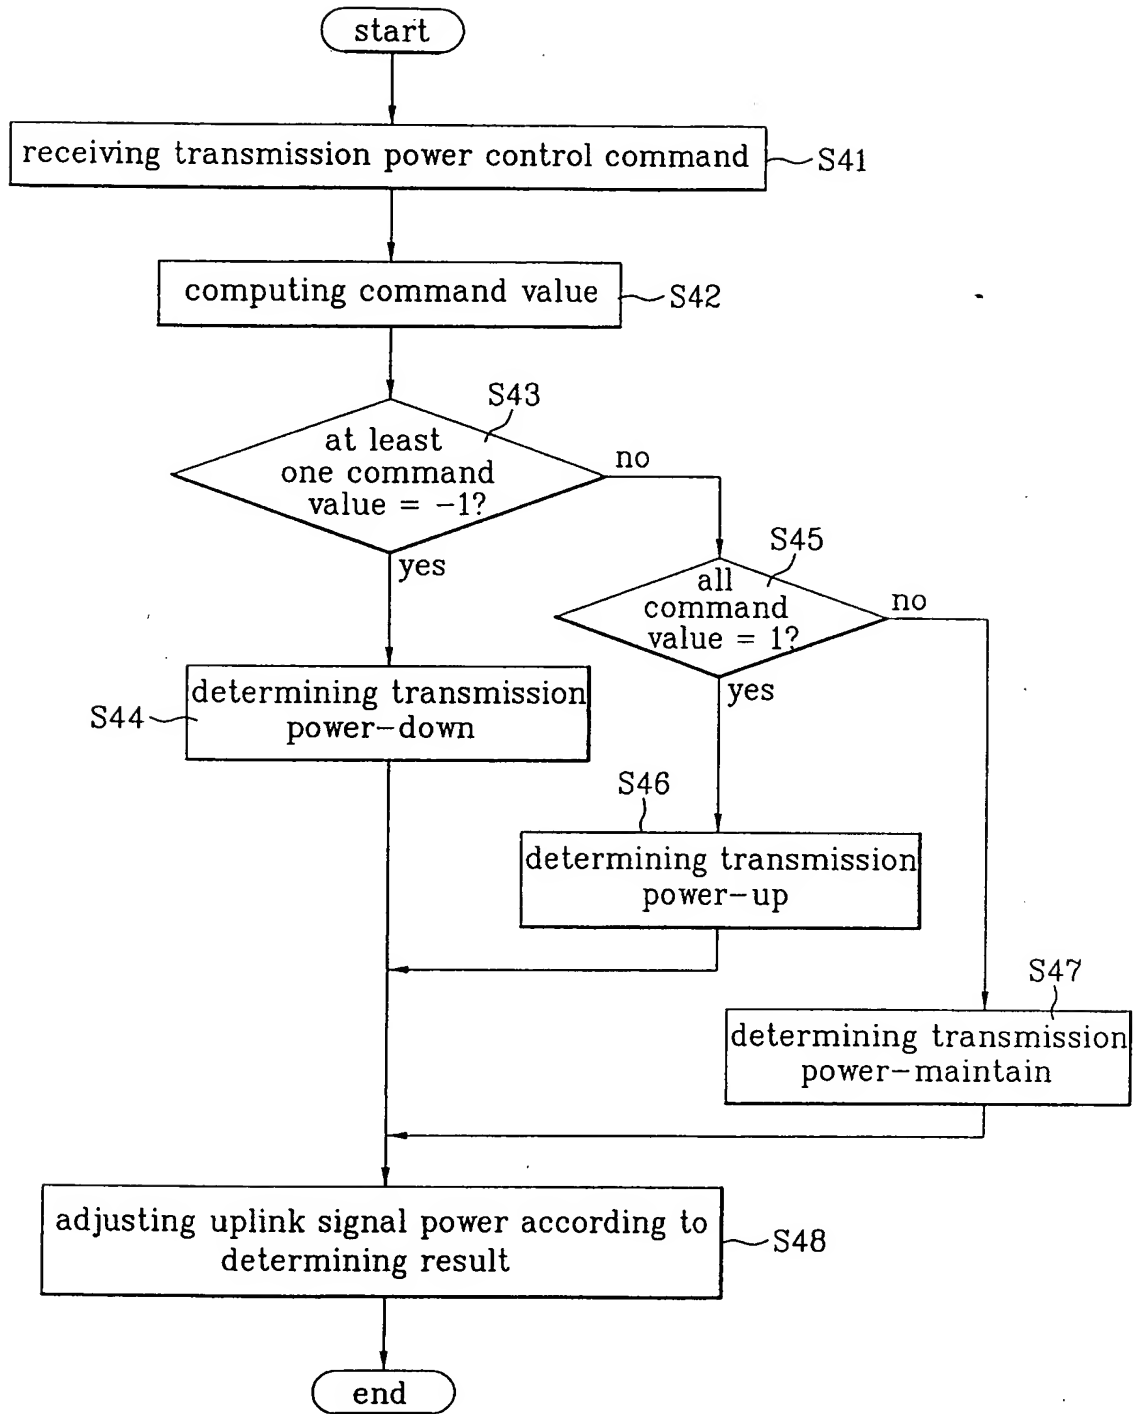 start
receiving transmission power control command
S41
computing command value
S42
S43
at least
one command
value = -1?
no
yes
S45
all
command
value = 1?
no
yes
S44
determining transmission
power-down
S46
determining transmission
power-up
S47
determining transmission
power-maintain
adjusting uplink signal power according to
determining result
S48
end